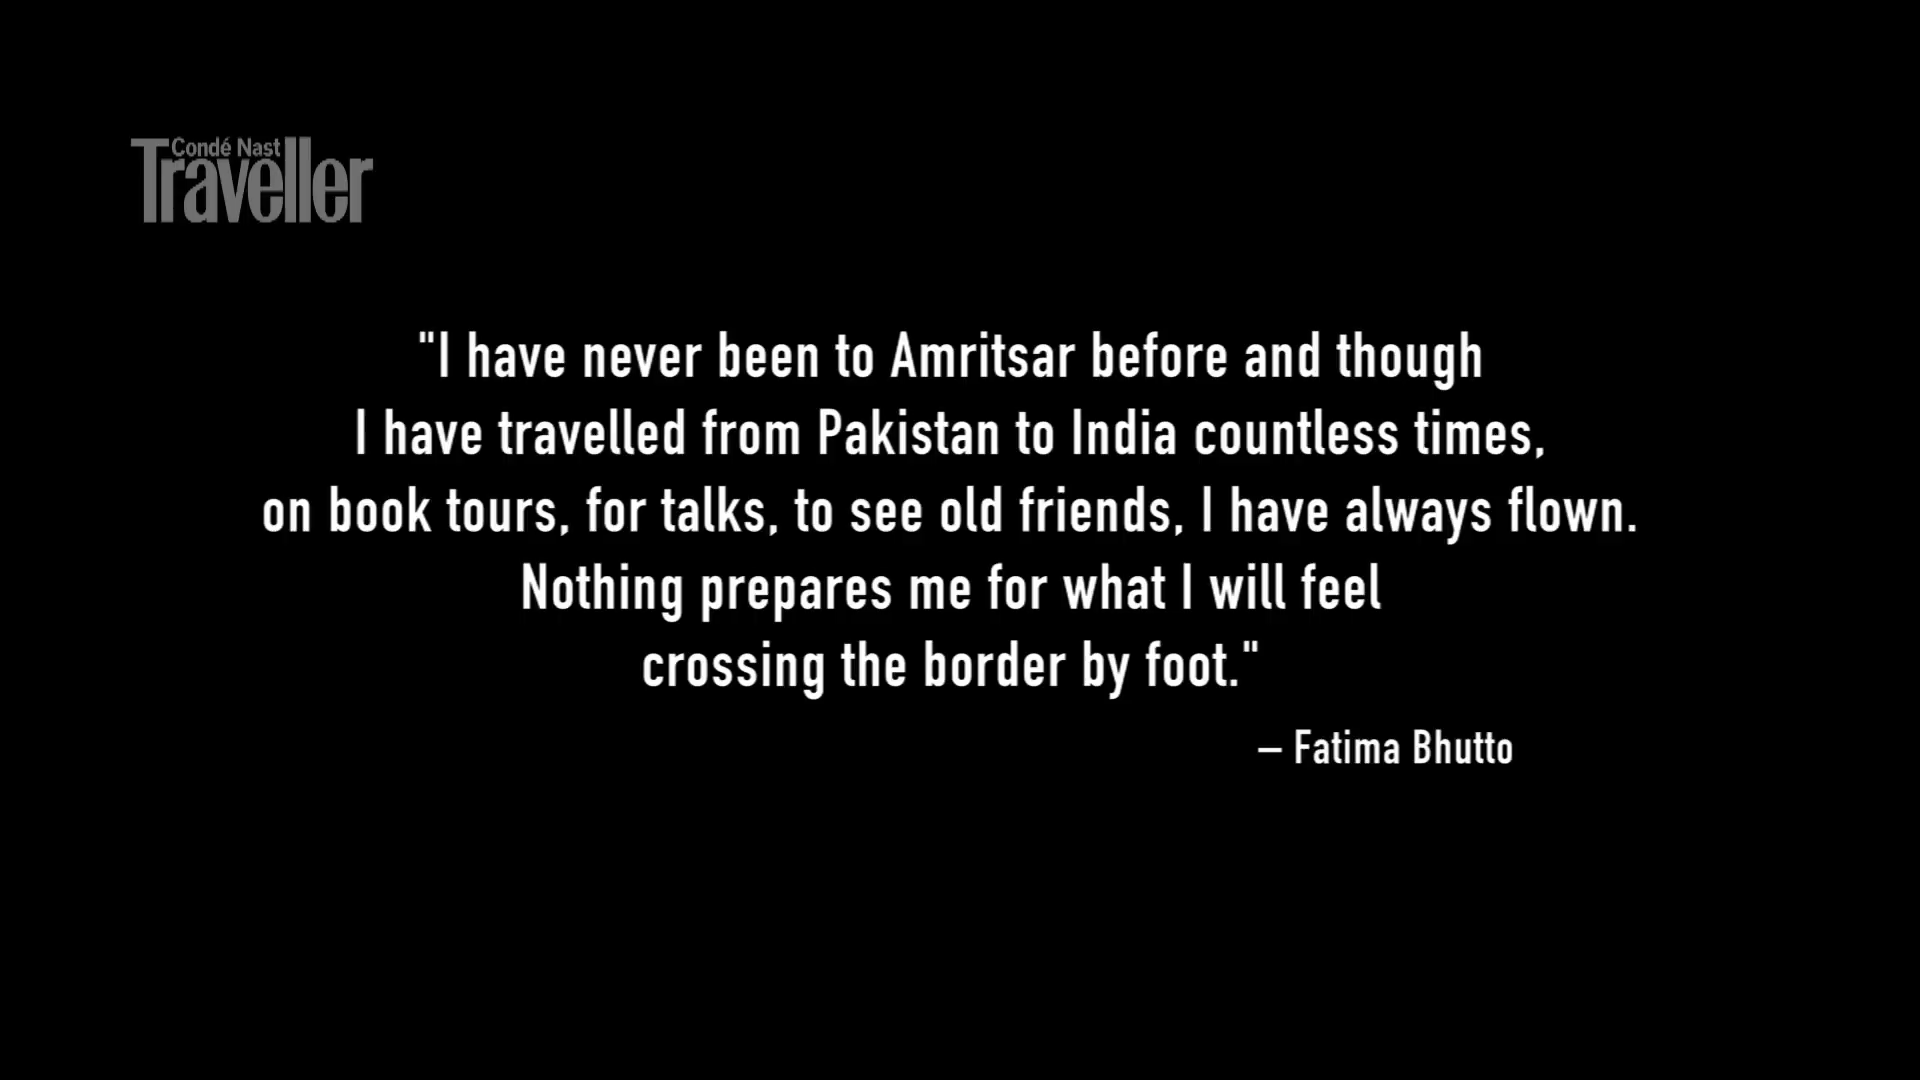 Condé Nast
Traveller
"I have never been to Amritsar before and though
I have travelled from Pakistan to India countless times,
on book tours, for talks, to see old friends, I have always flown.
Nothing prepares me for what I will feel
crossing the border by foot."
– Fatima Bhutto